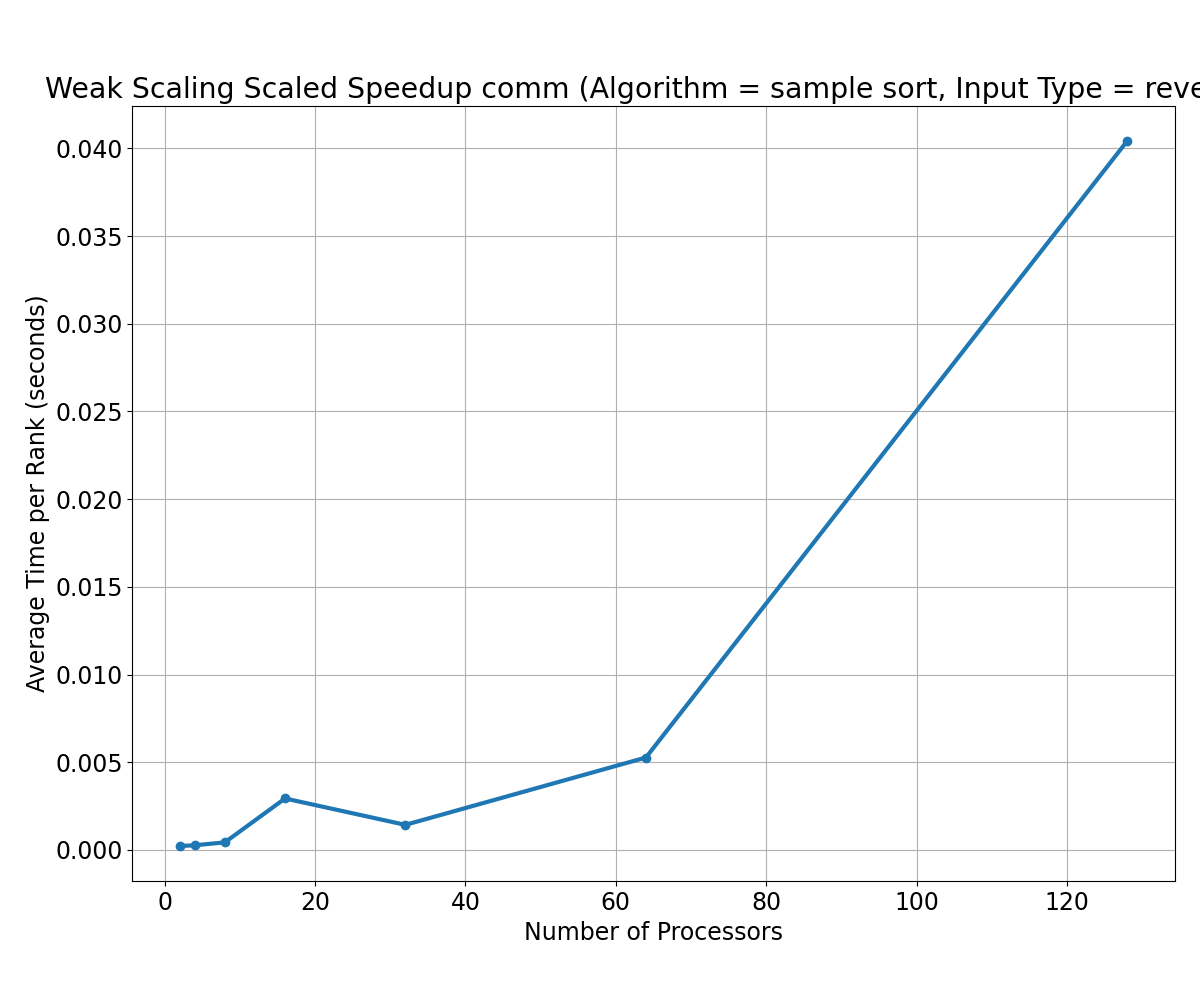 Weak Scaling Scaled Speedup comm (Algorithm = sample sort, Input Type = reve
0.040
0.035
0.030
0.025
0.020
0.015
0.010
0.005
0.000
Average Time per Rank (seconds)
0 20 40 60 80 100 120
Number of Processors